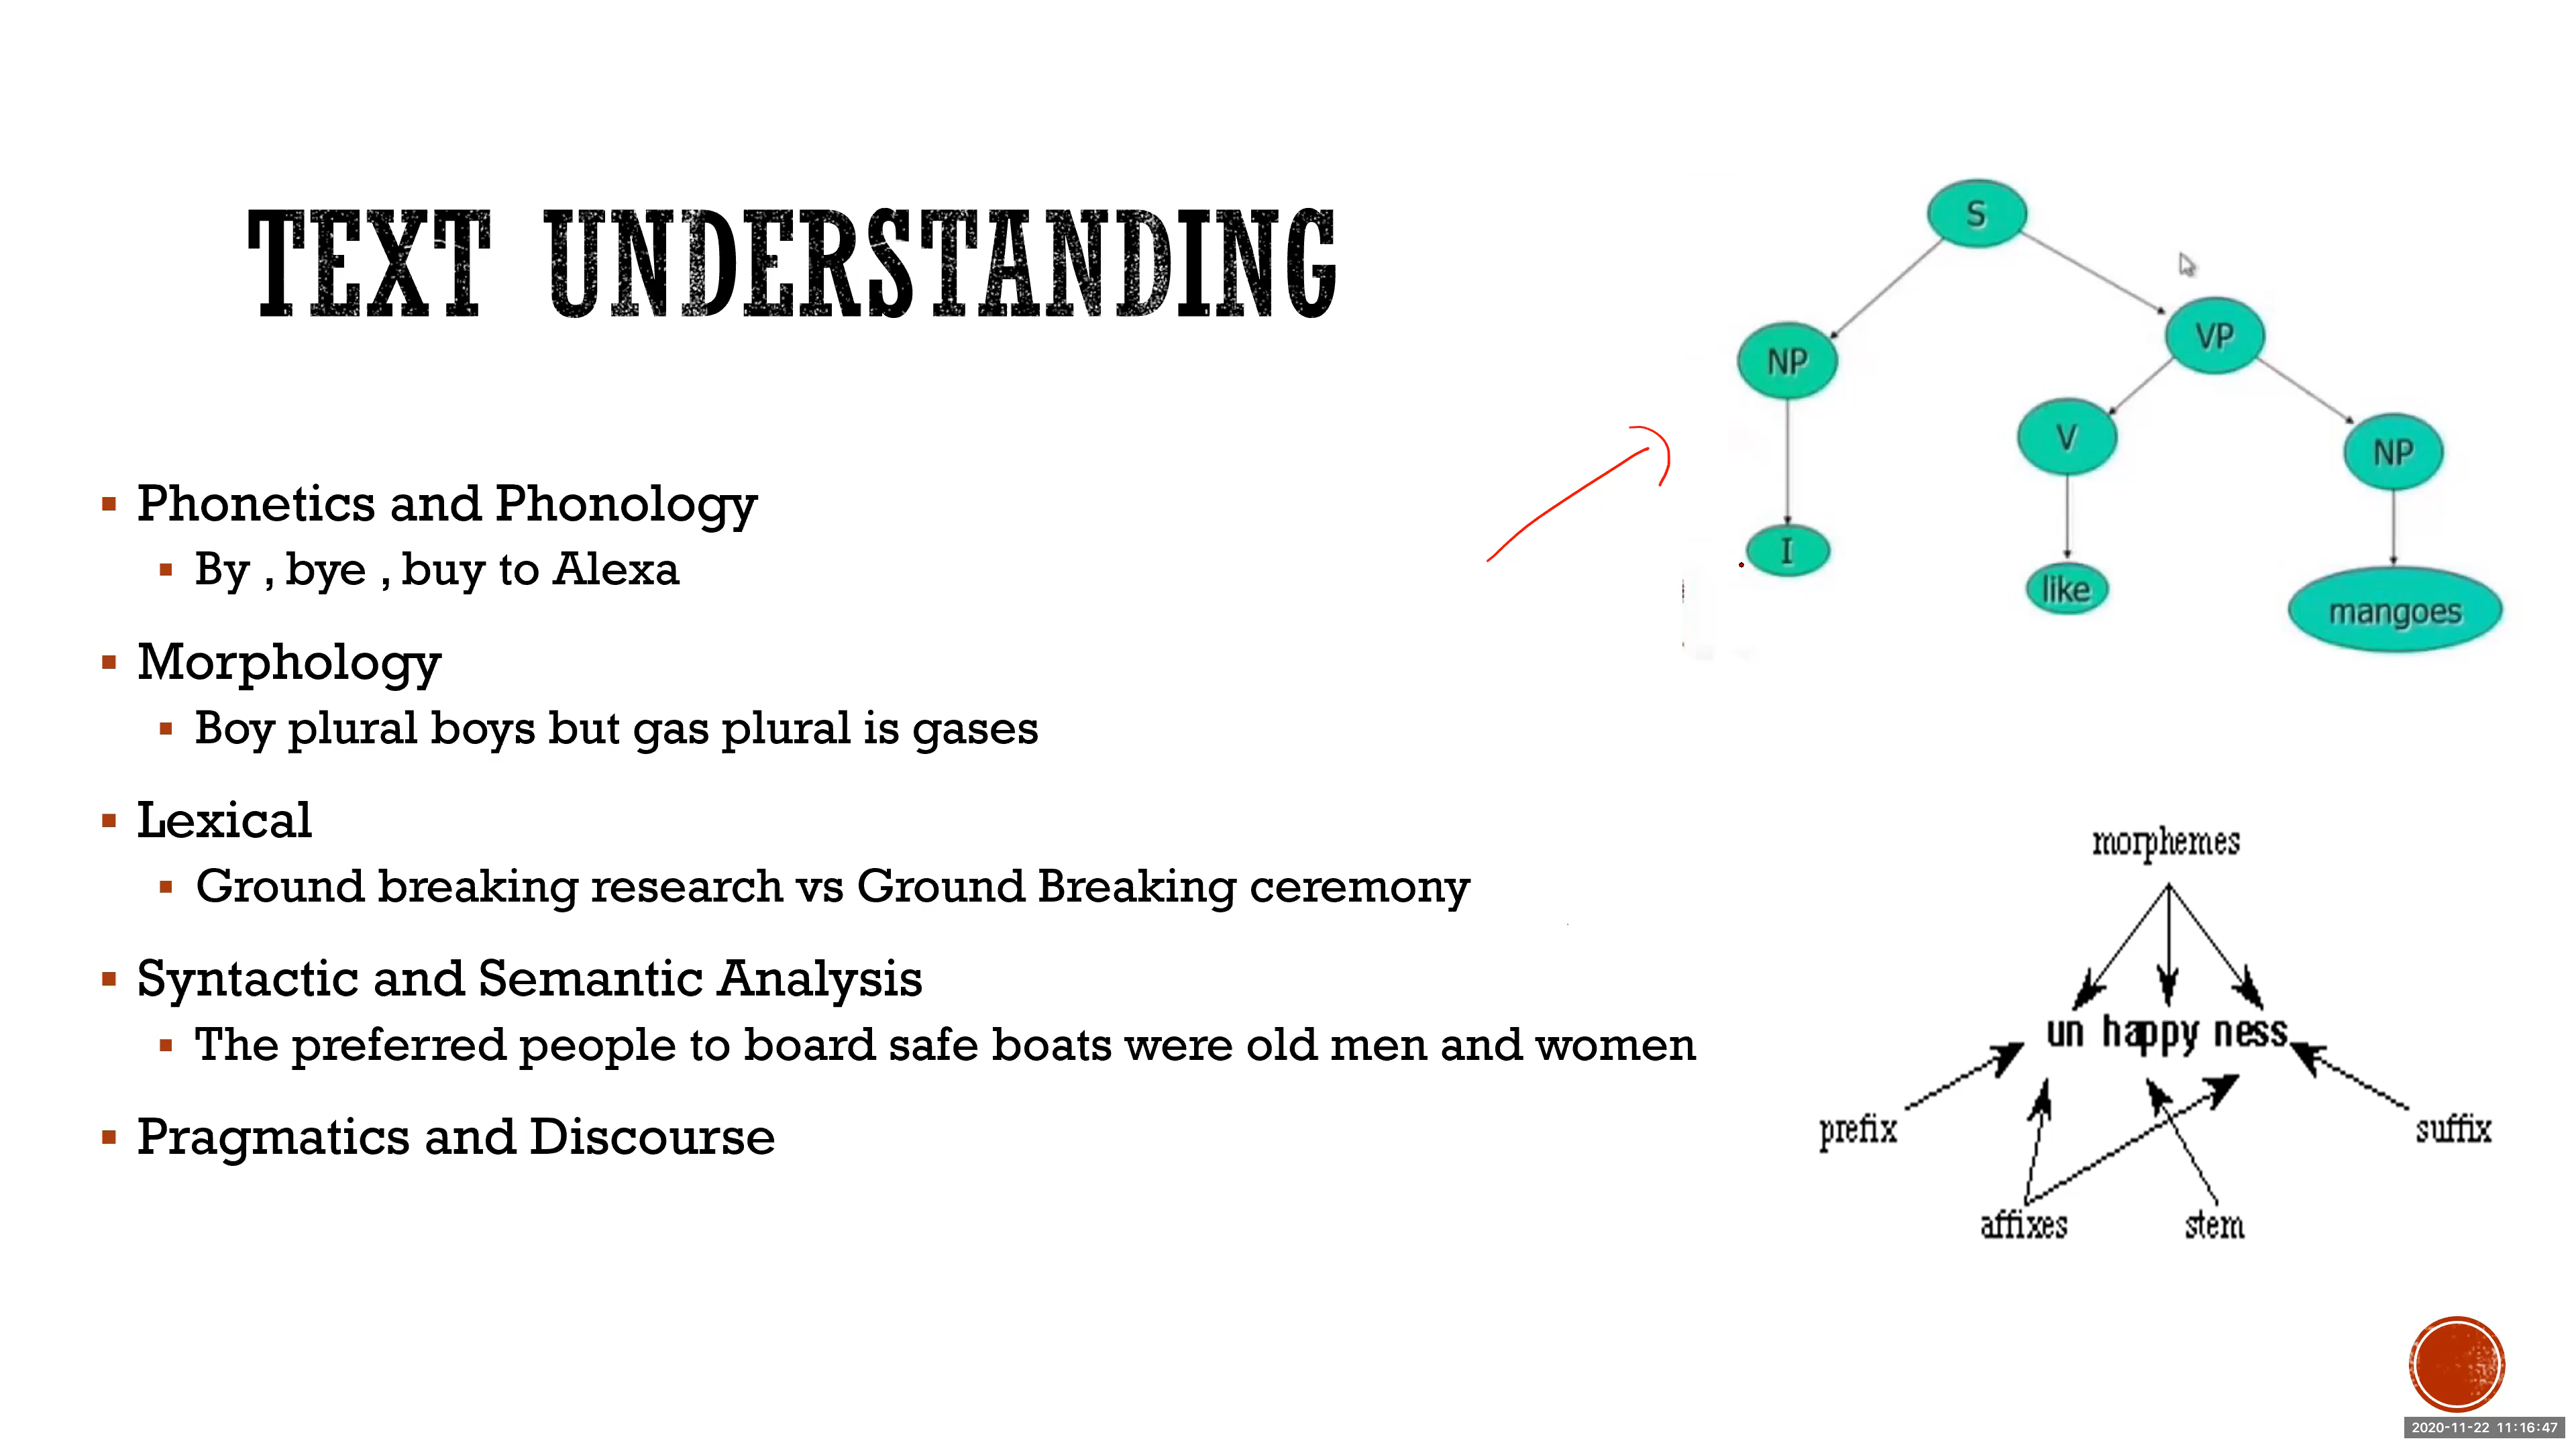 TEXT UNDERSTANDING
Phonetics and Phonology
By , bye , buy to Alexa
Morphology
Boy plural boys but gas plural is gases
Lexical
Ground breaking research vs Ground Breaking ceremony
Syntactic and Semantic Analysis
The preferred people to board safe boats were old men and women
Pragmatics and Discourse
S
NP
VP
V
NP
I
like
mangoes
morphemes
un happy ness
prefix
suffix
affixes
stem
2020-11-22 11:16:47